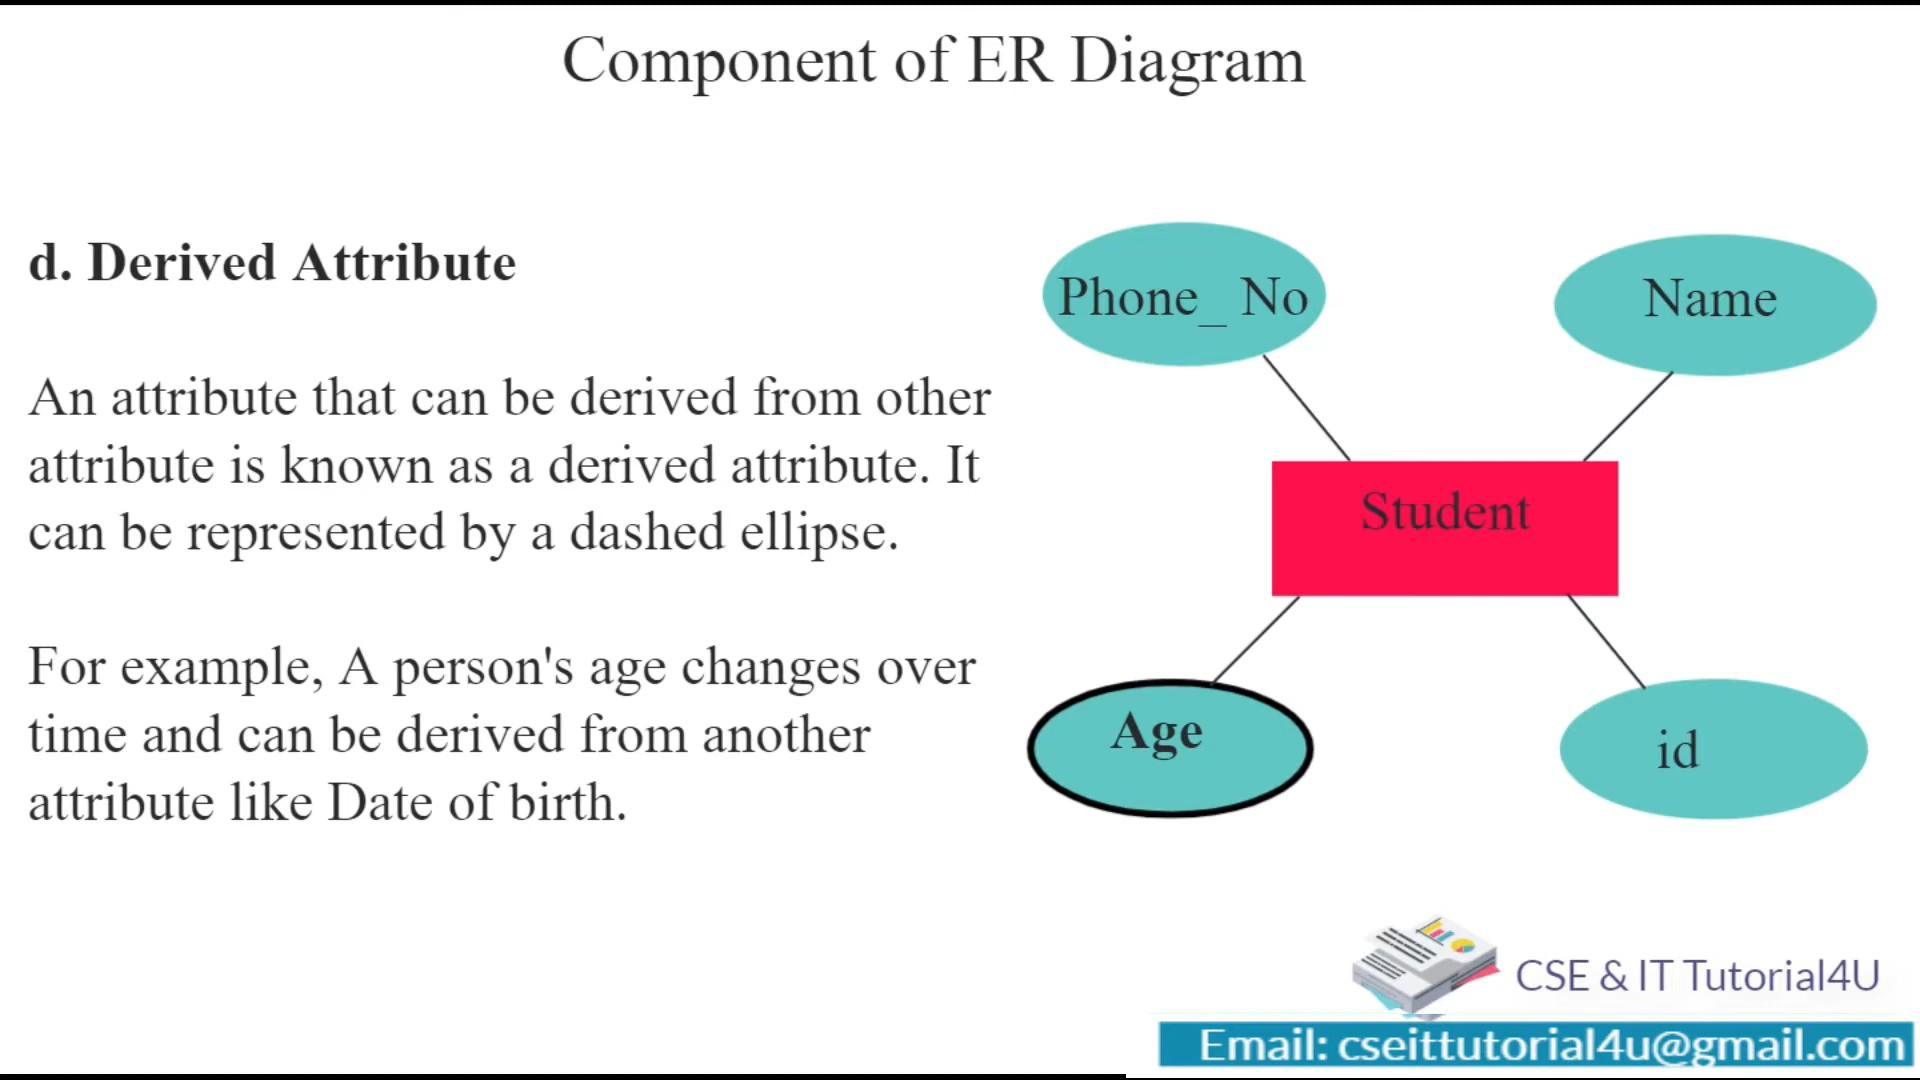 Component of ER Diagram
d. Derived Attribute
An attribute that can be derived from other
attribute is known as a derived attribute. It
can be represented by a dashed ellipse.
For example, A person's age changes over
time and can be derived from another
attribute like Date of birth.
Phone_ No
Name
Student
Age
id
CSE & IT Tutorial4U
Email: cseittutorial4u@gmail.com